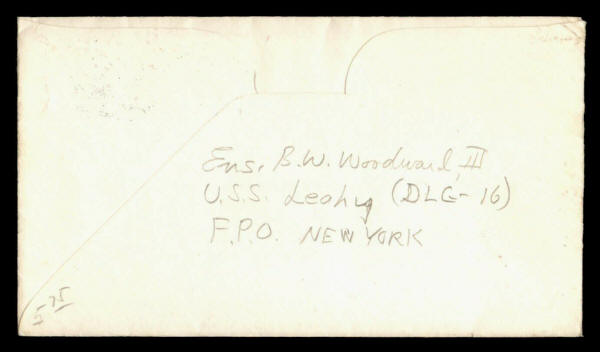 Ens. B.W. Woodward, III
U.S.S. Leahy (DLG-16)
F.P.O. NEW YORK
5 75